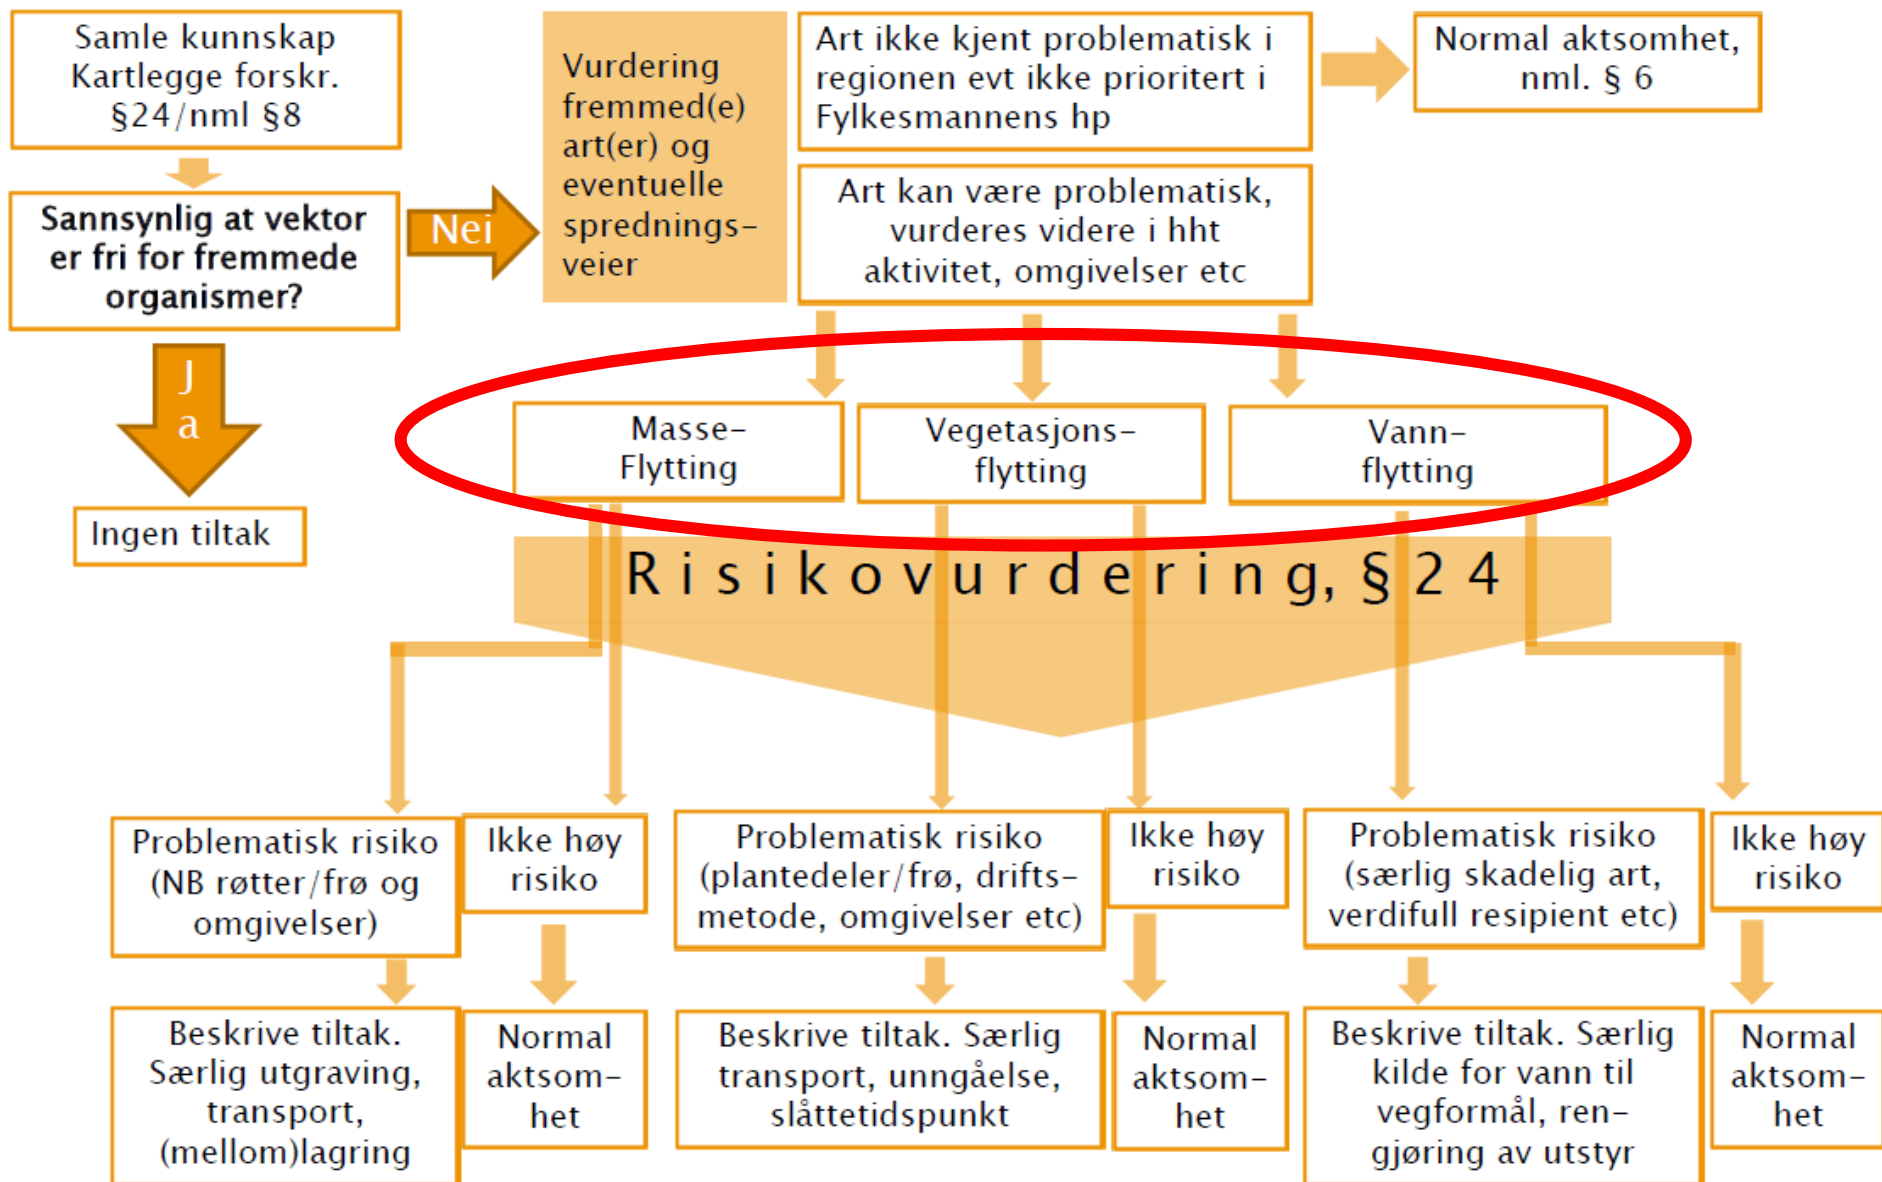 Samle kunnskap
Kartlegge forskr.
§24/nml §8
Sannsynlig at vektor
er fri for fremmede
organismer?
Nei
J
a
Ingen tiltak
Vurdering
fremmed(e)
art(er) og
eventuelle
sprednings-
veier
Art ikke kjent problematisk i
regionen evt ikke prioritert i
Fylkesmannens hp
Normal aktsomhet,
nml. § 6
Art kan være problematisk,
vurderes videre i hht
aktivitet, omgivelser etc
Masse-
Flytting
Vegetasjons-
flytting
Vann-
flytting
Risikovurdering, §24
Problematisk risiko
(NB røtter/frø og
omgivelser)
Ikke høy
risiko
Problematisk risiko
(plantedeler/frø, drifts-
metode, omgivelser etc)
Ikke høy
risiko
Problematisk risiko
(særlig skadelig art,
verdifull resipient etc)
Ikke høy
risiko
Beskrive tiltak.
Særlig utgraving,
transport,
(mellom)lagring
Normal
aktsom-
het
Beskrive tiltak. Særlig
transport, unngåelse,
slåttetidspunkt
Normal
aktsom-
het
Beskrive tiltak. Særlig
kilde for vann til
vegformål, ren-
gjøring av utstyr
Normal
aktsom-
het